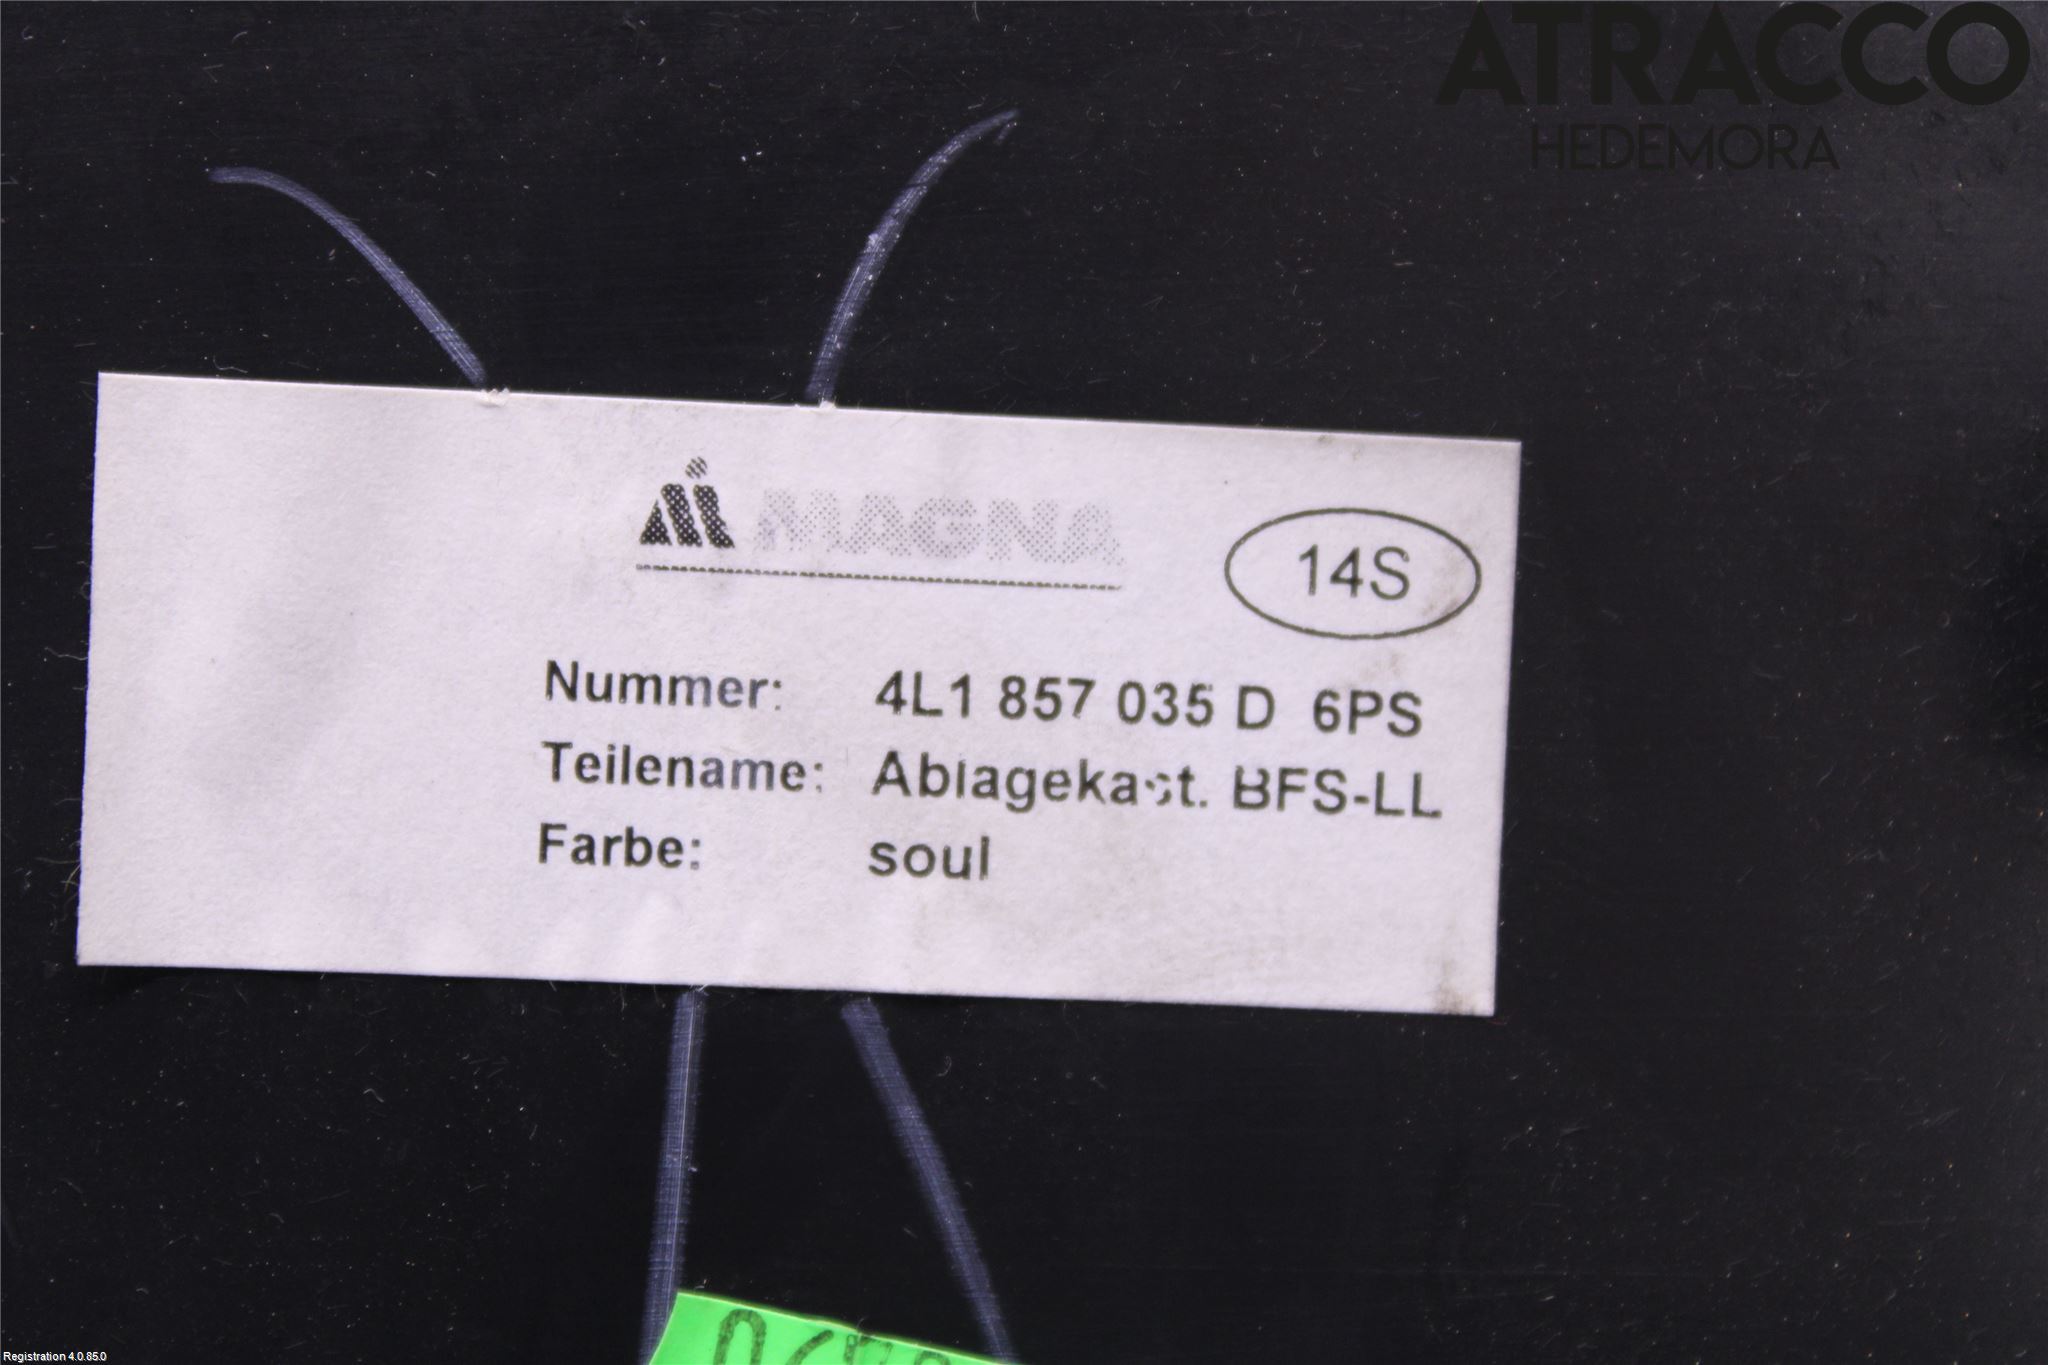 ATRACCO
HEDEMORA
MAGNA
14S
Nummer: 4L1 857 035 D 6PS
Teilename: Ablagekast. BFS-LL
Farbe: soul
Registration 4.0.85.0